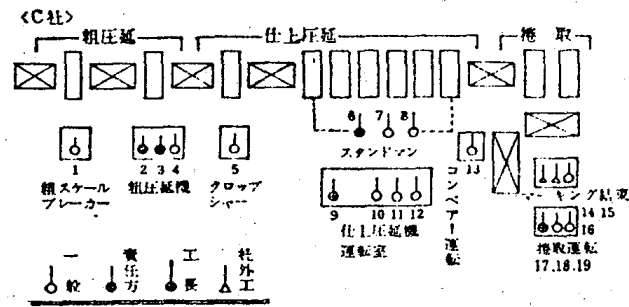 <C社>
粗圧延 仕上圧延 捲取
6 7 8
スタンドマン
1 2 3 4 5 13
粗スケールブレーカー
粗圧延機
クロップシャー
9 10 11 12
仕上圧延機運転室
コンベアー運転
キング結束
14 15
16
捲取運転
17.18.19
一般 責任方 工長 社外工